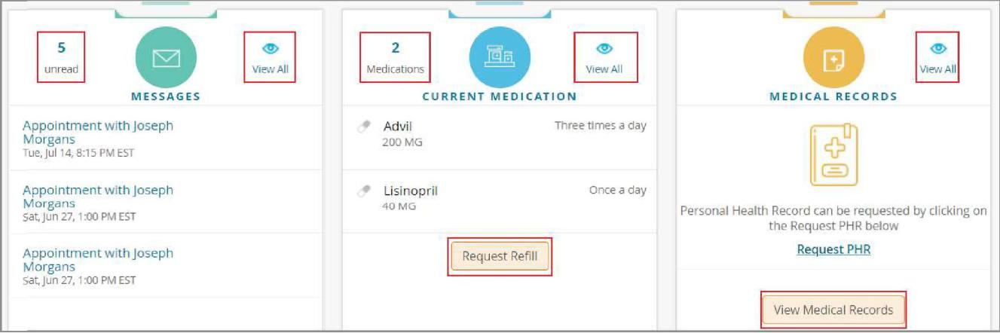 5
unread
View All
MESSAGES
Appointment with Joseph
Morgans
Tue, Jul 14, 8:15 PM EST
Appointment with Joseph
Morgans
Sat, Jun 27, 1:00 PM EST
Appointment with Joseph
Morgans
Sat, Jun 27, 1:00 PM EST
2
Medications
View All
CURRENT MEDICATION
Advil
Three times a day
200 MG
Lisinopril
Once a day
40 MG
Request Refill
View All
MEDICAL RECORDS
Personal Health Record can be requested by clicking on
the Request PHR below
Request PHR
View Medical Records